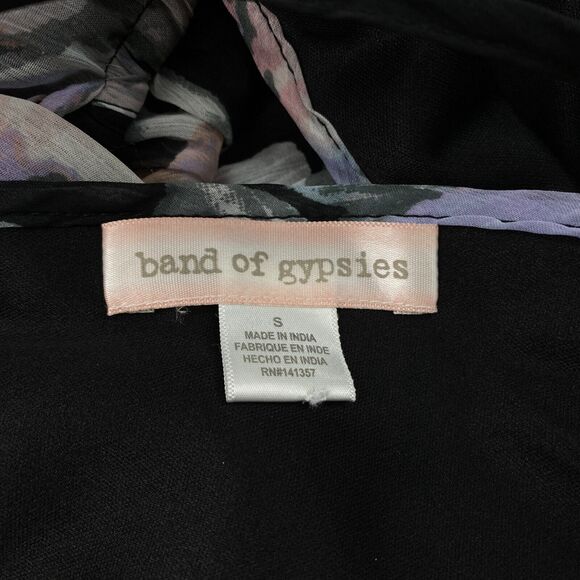 band of gypsies
S
MADE IN INDIA
FABRIQUE EN INDE
HECHO EN INDIA
RN#141357